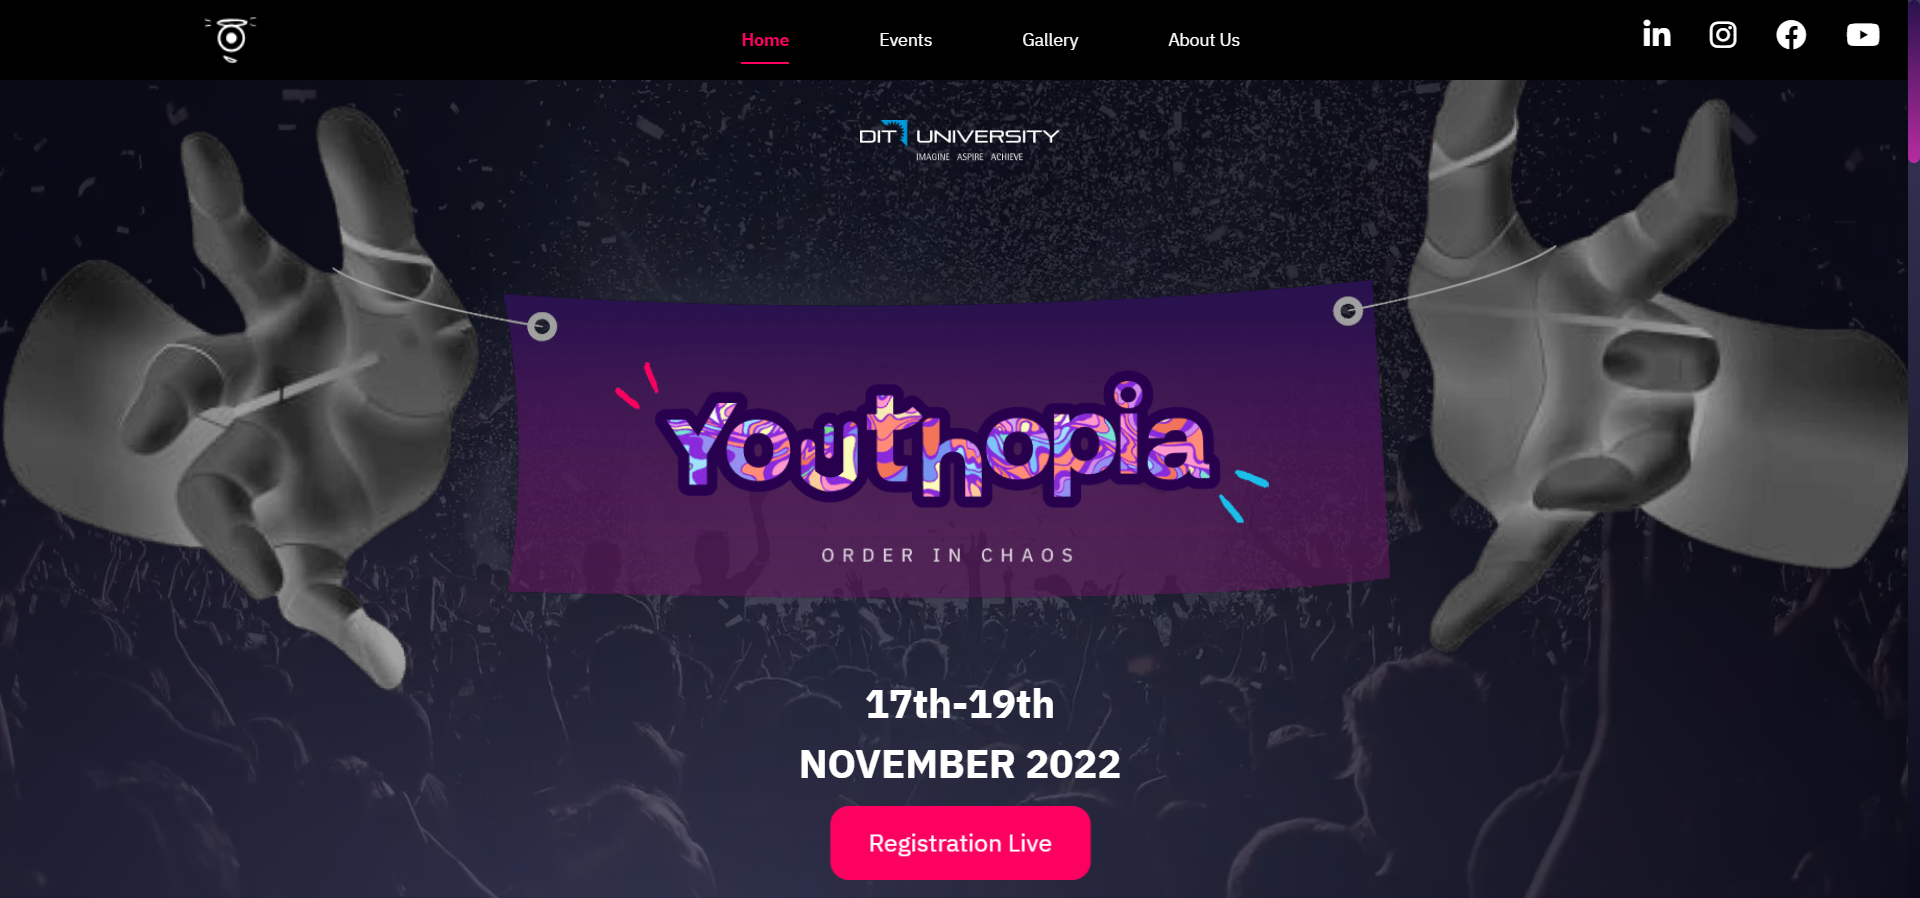 Home
Events
Gallery
About Us
DIT UNIVERSITY
IMAGINE ASPIRE ACHIEVE
Youthopia
ORDER IN CHAOS
17th-19th
NOVEMBER 2022
Registration Live